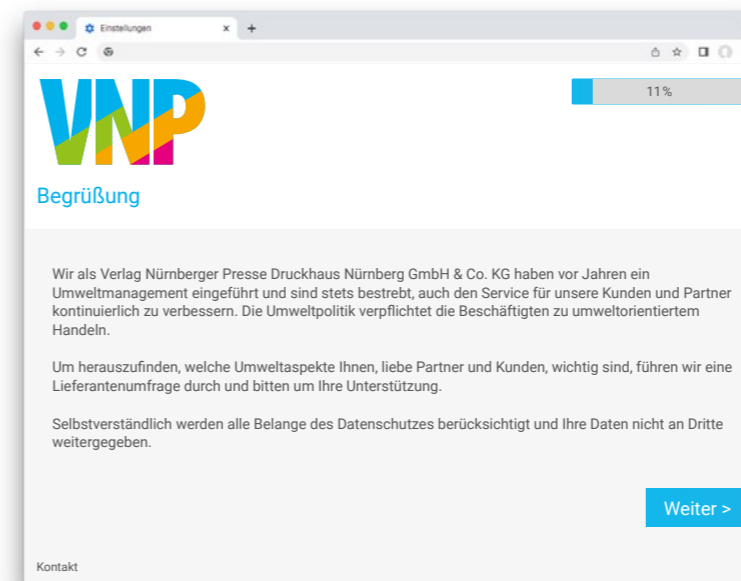 Einstellungen
VNP
11%
Begrüßung
Wir als Verlag Nürnberger Presse Druckhaus Nürnberg GmbH & Co. KG haben vor Jahren ein
Umweltmanagement eingeführt und sind stets bestrebt, auch den Service für unsere Kunden und Partner
kontinuierlich zu verbessern. Die Umweltpolitik verpflichtet die Beschäftigten zu umweltorientiertem
Handeln.
Um herauszufinden, welche Umweltaspekte Ihnen, liebe Partner und Kunden, wichtig sind, führen wir eine
Lieferantenumfrage durch und bitten um Ihre Unterstützung.
Selbstverständlich werden alle Belange des Datenschutzes berücksichtigt und Ihre Daten nicht an Dritte
weitergegeben.
Weiter >
Kontakt